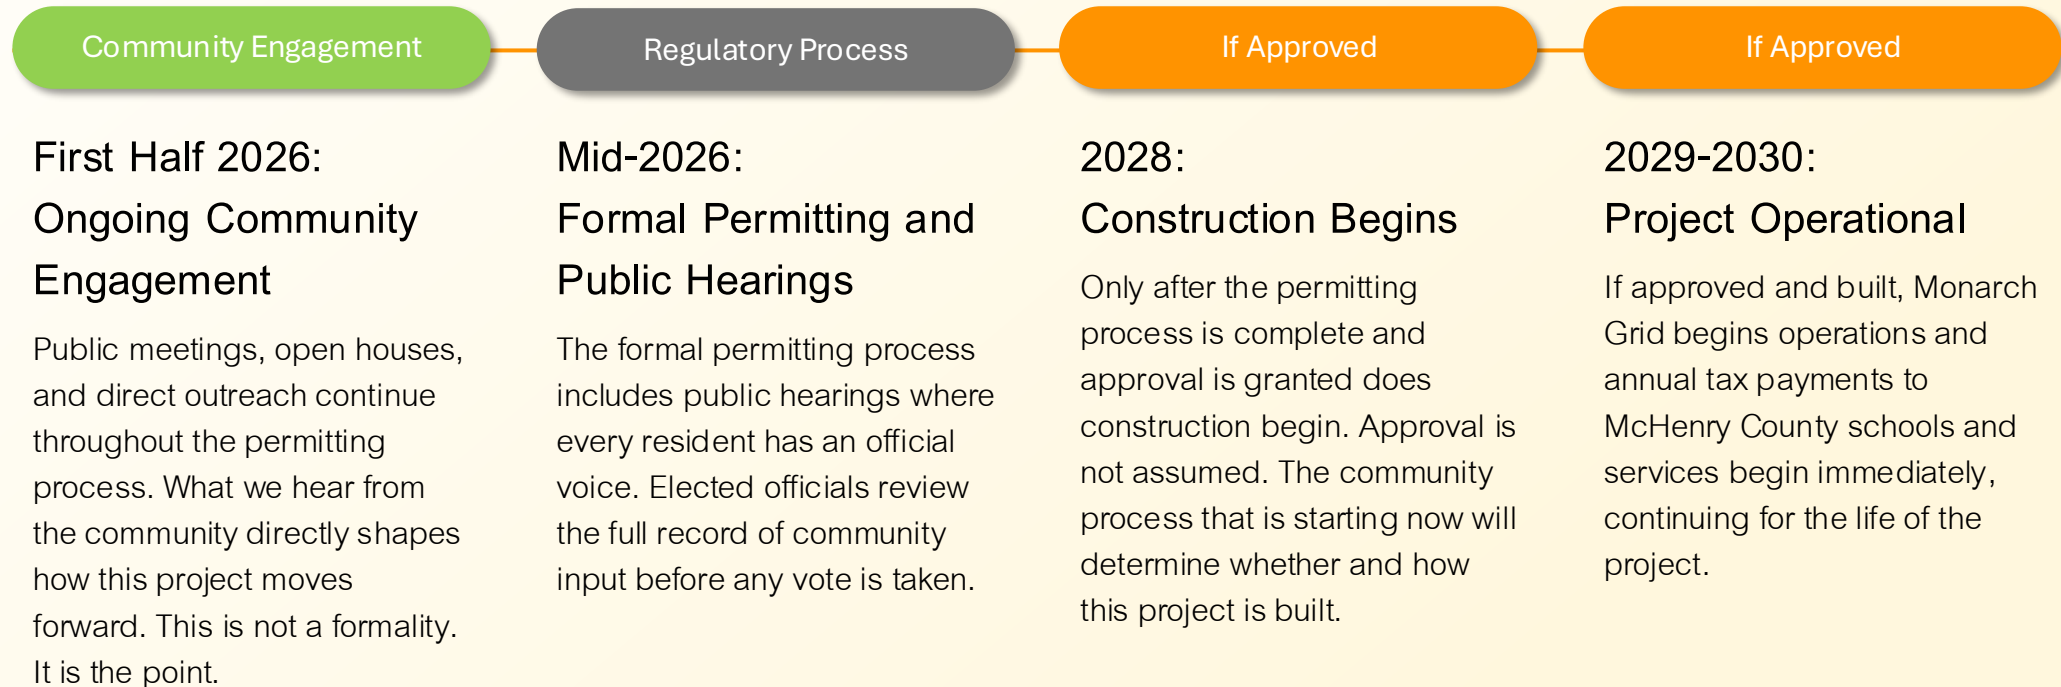 Community Engagement
First Half 2026:
Ongoing Community
Engagement
Public meetings, open houses,
and direct outreach continue
throughout the permitting
process. What we hear from
the community directly shapes
how this project moves
forward. This is not a formality.
It is the point.
Regulatory Process
Mid-2026:
Formal Permitting and
Public Hearings
The formal permitting process
includes public hearings where
every resident has an official
voice. Elected officials review
the full record of community
input before any vote is taken.
If Approved
2028:
Construction Begins
Only after the permitting
process is complete and
approval is granted does
construction begin. Approval is
not assumed. The community
process that is starting now will
determine whether and how
this project is built.
If Approved
2029-2030:
Project Operational
If approved and built, Monarch
Grid begins operations and
annual tax payments to
McHenry County schools and
services begin immediately,
continuing for the life of the
project.